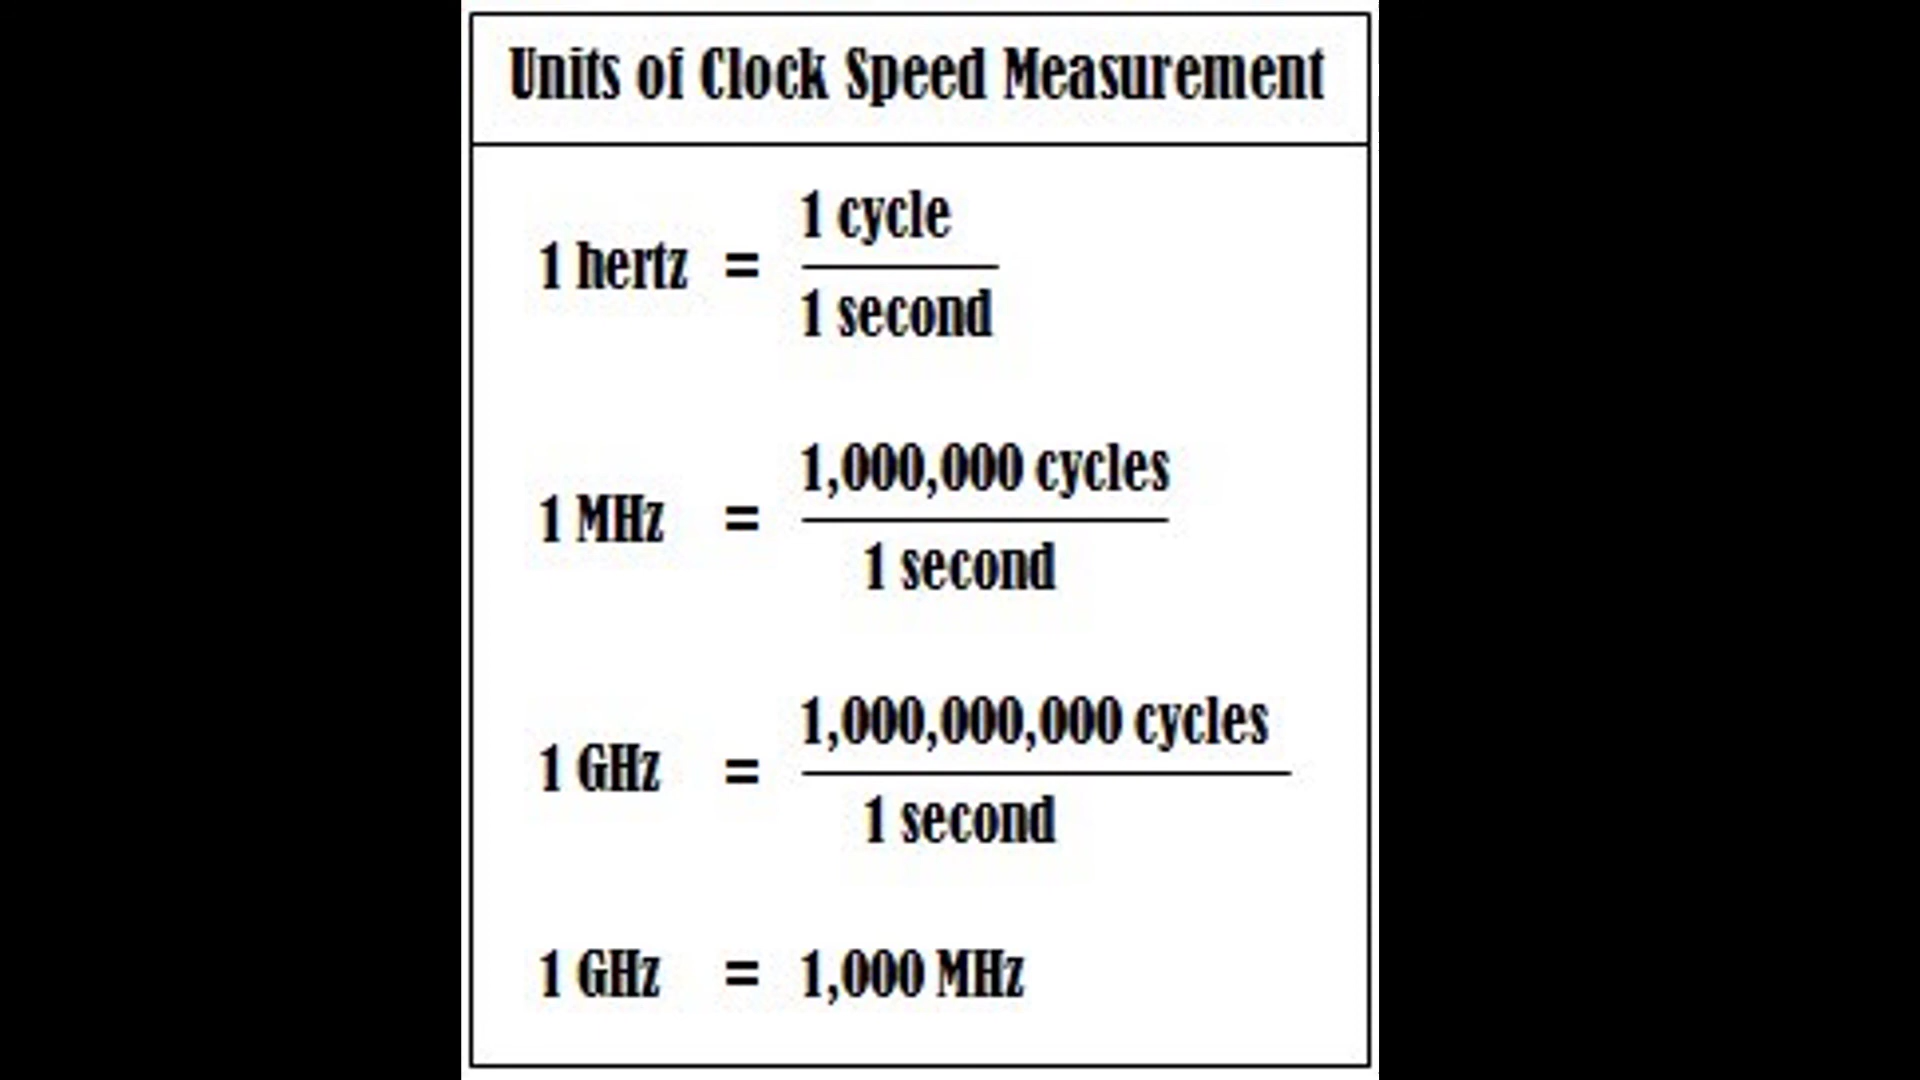 Units of Clock Speed Measurement
1 cycle
1 hertz =
1 second
1,000,000 cycles
1 MHz =
1 second
1,000,000,000 cycles
1 GHz =
1 second
1 GHz = 1,000 MHz